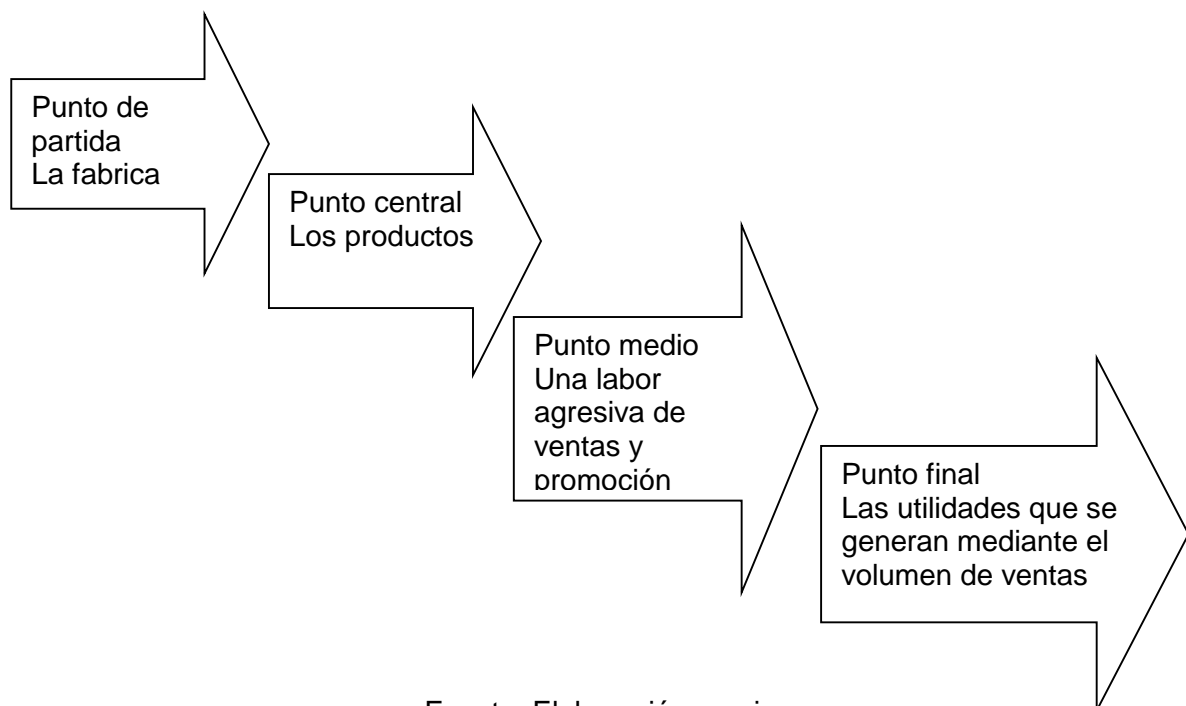 Punto de
partida
La fabrica
Punto central
Los productos
Punto medio
Una labor
agresiva de
ventas y
promoción
Punto final
Las utilidades que se
generan mediante el
volumen de ventas